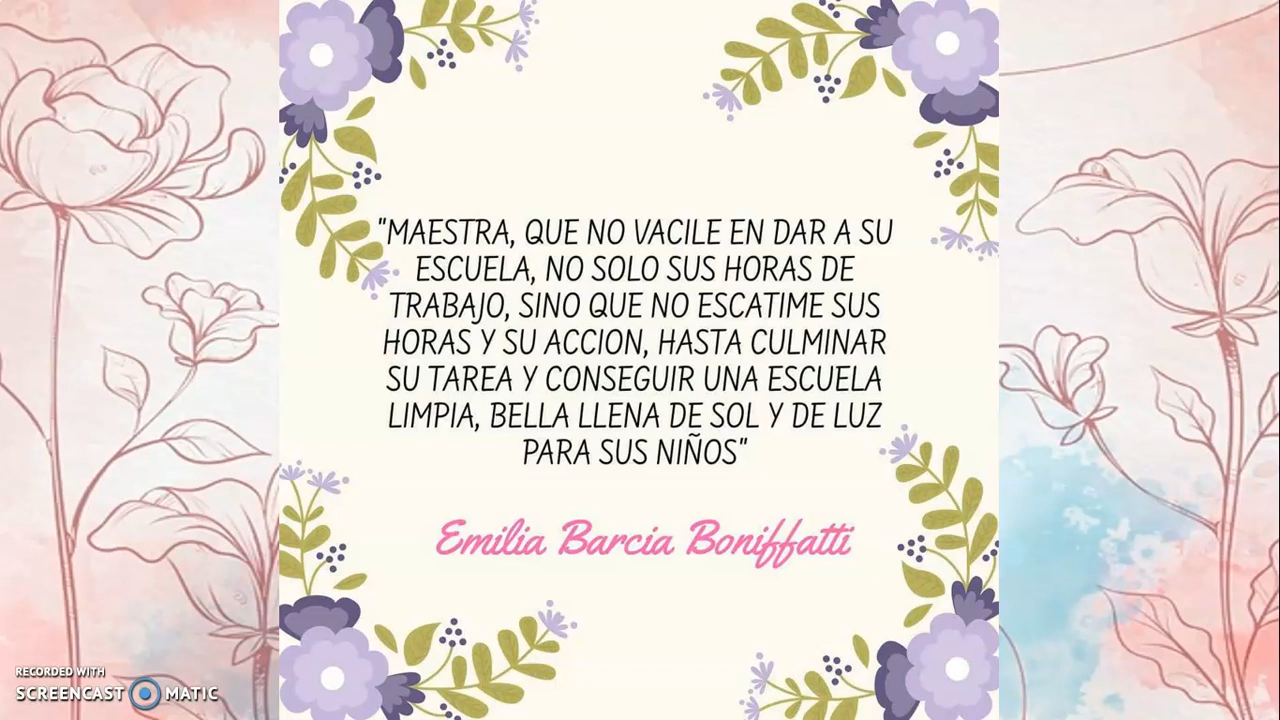 "MAESTRA, QUE NO VACILE EN DAR A SU
ESCUELA, NO SOLO SUS HORAS DE
TRABAJO, SINO QUE NO ESCATIME SUS
HORAS Y SU ACCION, HASTA CULMINAR
SU TAREA Y CONSEGUIR UNA ESCUELA
LIMPIA, BELLA LLENA DE SOL Y DE LUZ
PARA SUS NIÑOS"
Emilia Barcia Boniffatti
RECORDED WITH
SCREENCAST MATIC